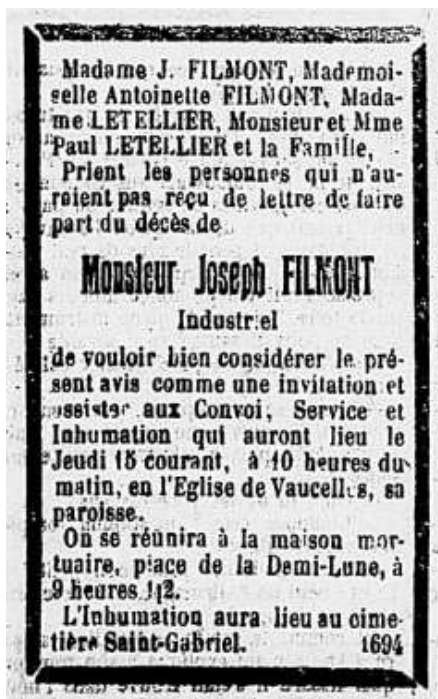 Madame J. FILMONT, Mademoi-
selle Antoinette FILMONT, Mada-
me LETELLIER, Monsieur et Mme
Paul LETELLIER et la Famille,
Prient les personnes qui n'au-
roient pas reçu de lettre de faire
part du décès de
Monsieur Joseph FILMONT
Industriel
de vouloir bien considérer le pré-
sent avis comme une invitation et
assister aux Convoi, Service et
Inhumation qui auront lieu le
Jeudi 15 courant, à 10 heures du
matin, en l'Eglise de Vaucelles, sa
paroisse.
On se réunira à la maison mor-
tuaire, place de la Demi-Lune, à
9 heures 1|2.
L'Inhumation aura lieu au cime-
tière Saint-Gabriel. 1694